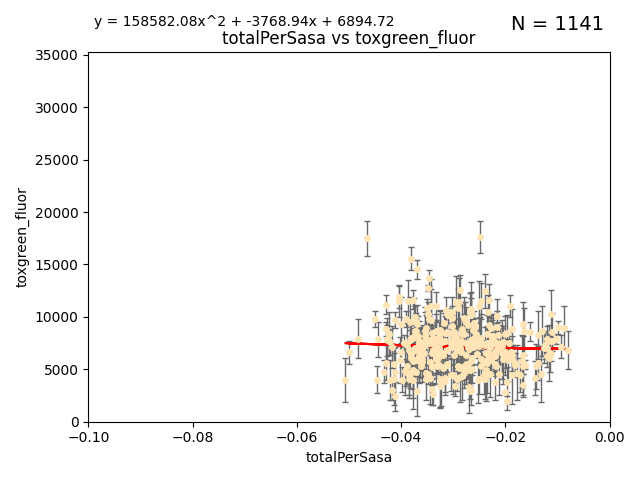 y = 158582.08x^2 + -3768.94x + 6894.72
N = 1141
totalPerSasa vs toxgreen_fluor
35000
30000
25000
20000
15000
10000
5000
0
toxgreen_fluor
−0.10
−0.08
−0.06
−0.04
−0.02
0.00
totalPerSasa